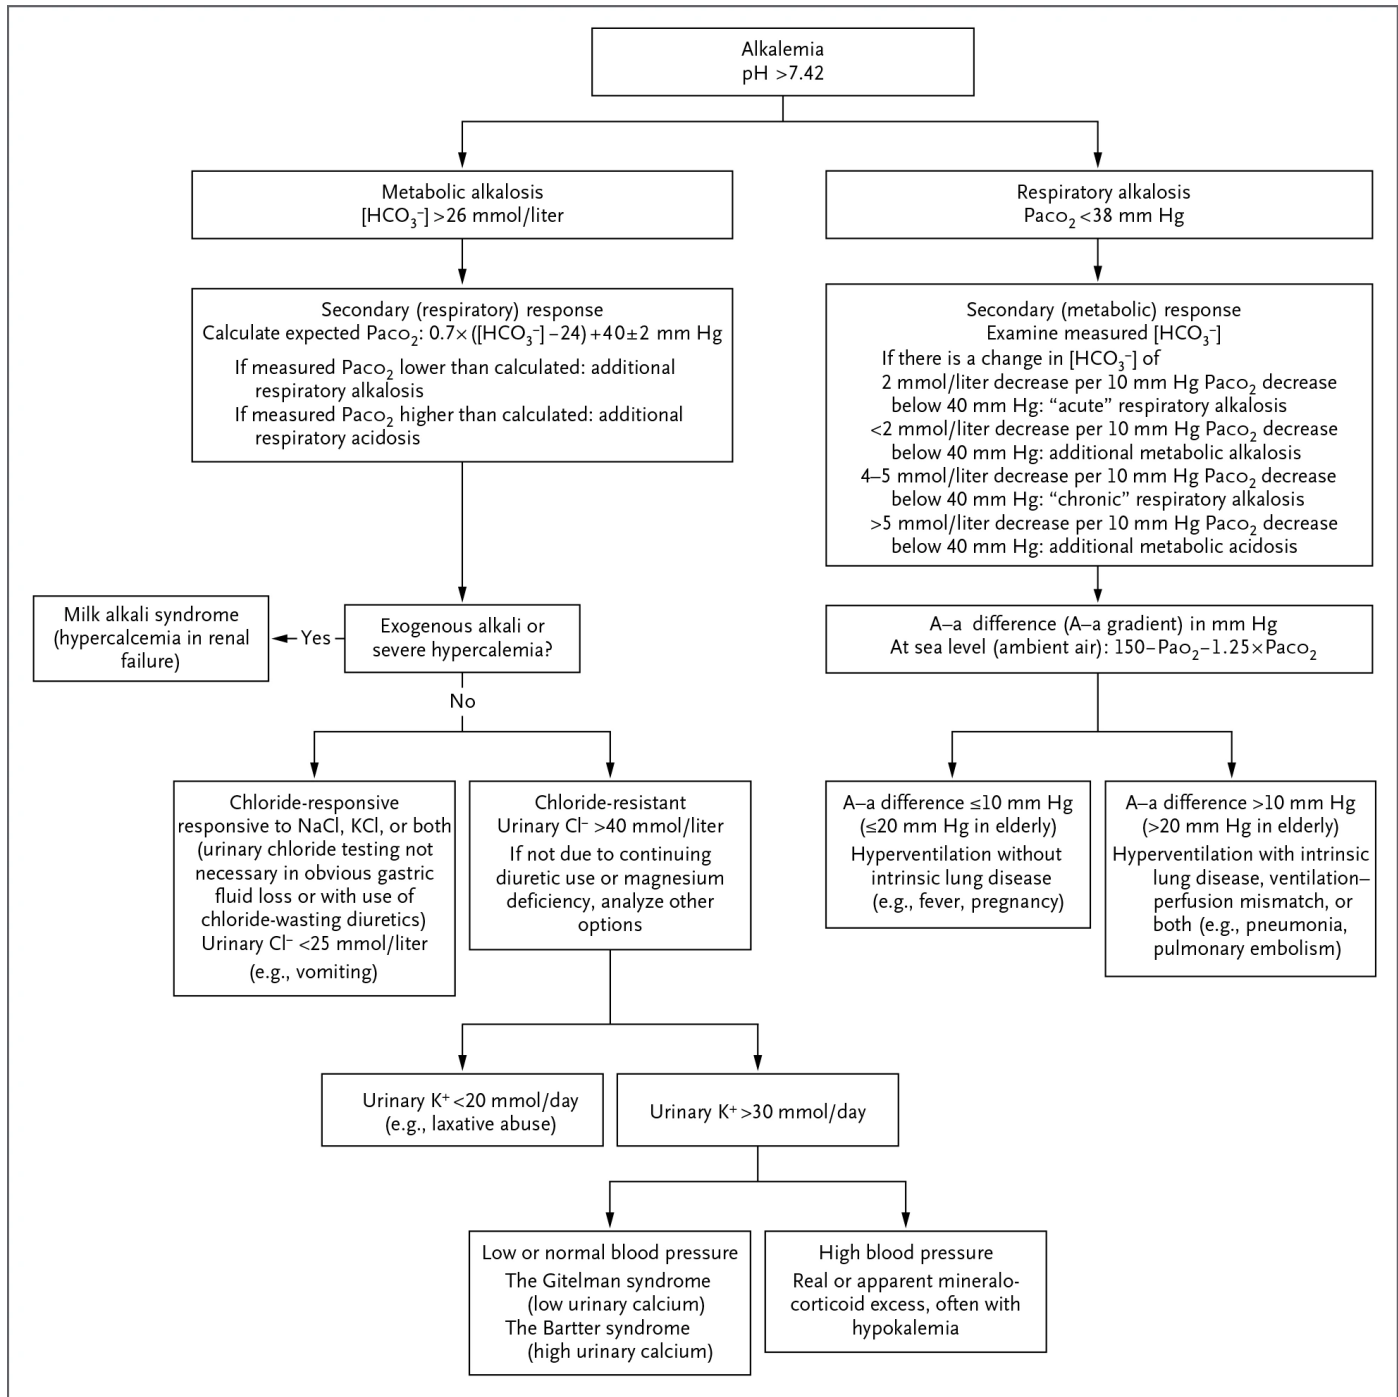 Alkalemia
pH >7.42
Metabolic alkalosis
[HCO₃⁻] >26 mmol/liter
Respiratory alkalosis
Paco₂ <38 mm Hg
Secondary (respiratory) response
Calculate expected Paco₂: 0.7×([HCO₃⁻]−24)+40±2 mm Hg
If measured Paco₂ lower than calculated: additional
respiratory alkalosis
If measured Paco₂ higher than calculated: additional
respiratory acidosis
Secondary (metabolic) response
Examine measured [HCO₃⁻]
If there is a change in [HCO₃⁻] of
2 mmol/liter decrease per 10 mm Hg Paco₂ decrease
below 40 mm Hg: “acute” respiratory alkalosis
<2 mmol/liter decrease per 10 mm Hg Paco₂ decrease
below 40 mm Hg: additional metabolic alkalosis
4–5 mmol/liter decrease per 10 mm Hg Paco₂ decrease
below 40 mm Hg: “chronic” respiratory alkalosis
>5 mmol/liter decrease per 10 mm Hg Paco₂ decrease
below 40 mm Hg: additional metabolic acidosis
Milk alkali syndrome
(hypercalcemia in renal
failure)
Yes
Exogenous alkali or
severe hypercalemia?
No
A–a difference (A–a gradient) in mm Hg
At sea level (ambient air): 150−Pao₂−1.25×Paco₂
Chloride-responsive
responsive to NaCl, KCl, or both
(urinary chloride testing not
necessary in obvious gastric
fluid loss or with use of
chloride-wasting diuretics)
Urinary Cl⁻ <25 mmol/liter
(e.g., vomiting)
Chloride-resistant
Urinary Cl⁻ >40 mmol/liter
If not due to continuing
diuretic use or magnesium
deficiency, analyze other
options
A–a difference ≤10 mm Hg
(≤20 mm Hg in elderly)
Hyperventilation without
intrinsic lung disease
(e.g., fever, pregnancy)
A–a difference >10 mm Hg
(>20 mm Hg in elderly)
Hyperventilation with intrinsic
lung disease, ventilation–
perfusion mismatch, or
both (e.g., pneumonia,
pulmonary embolism)
Urinary K⁺ <20 mmol/day
(e.g., laxative abuse)
Urinary K⁺ >30 mmol/day
Low or normal blood pressure
The Gitelman syndrome
(low urinary calcium)
The Bartter syndrome
(high urinary calcium)
High blood pressure
Real or apparent mineralo-
corticoid excess, often with
hypokalemia